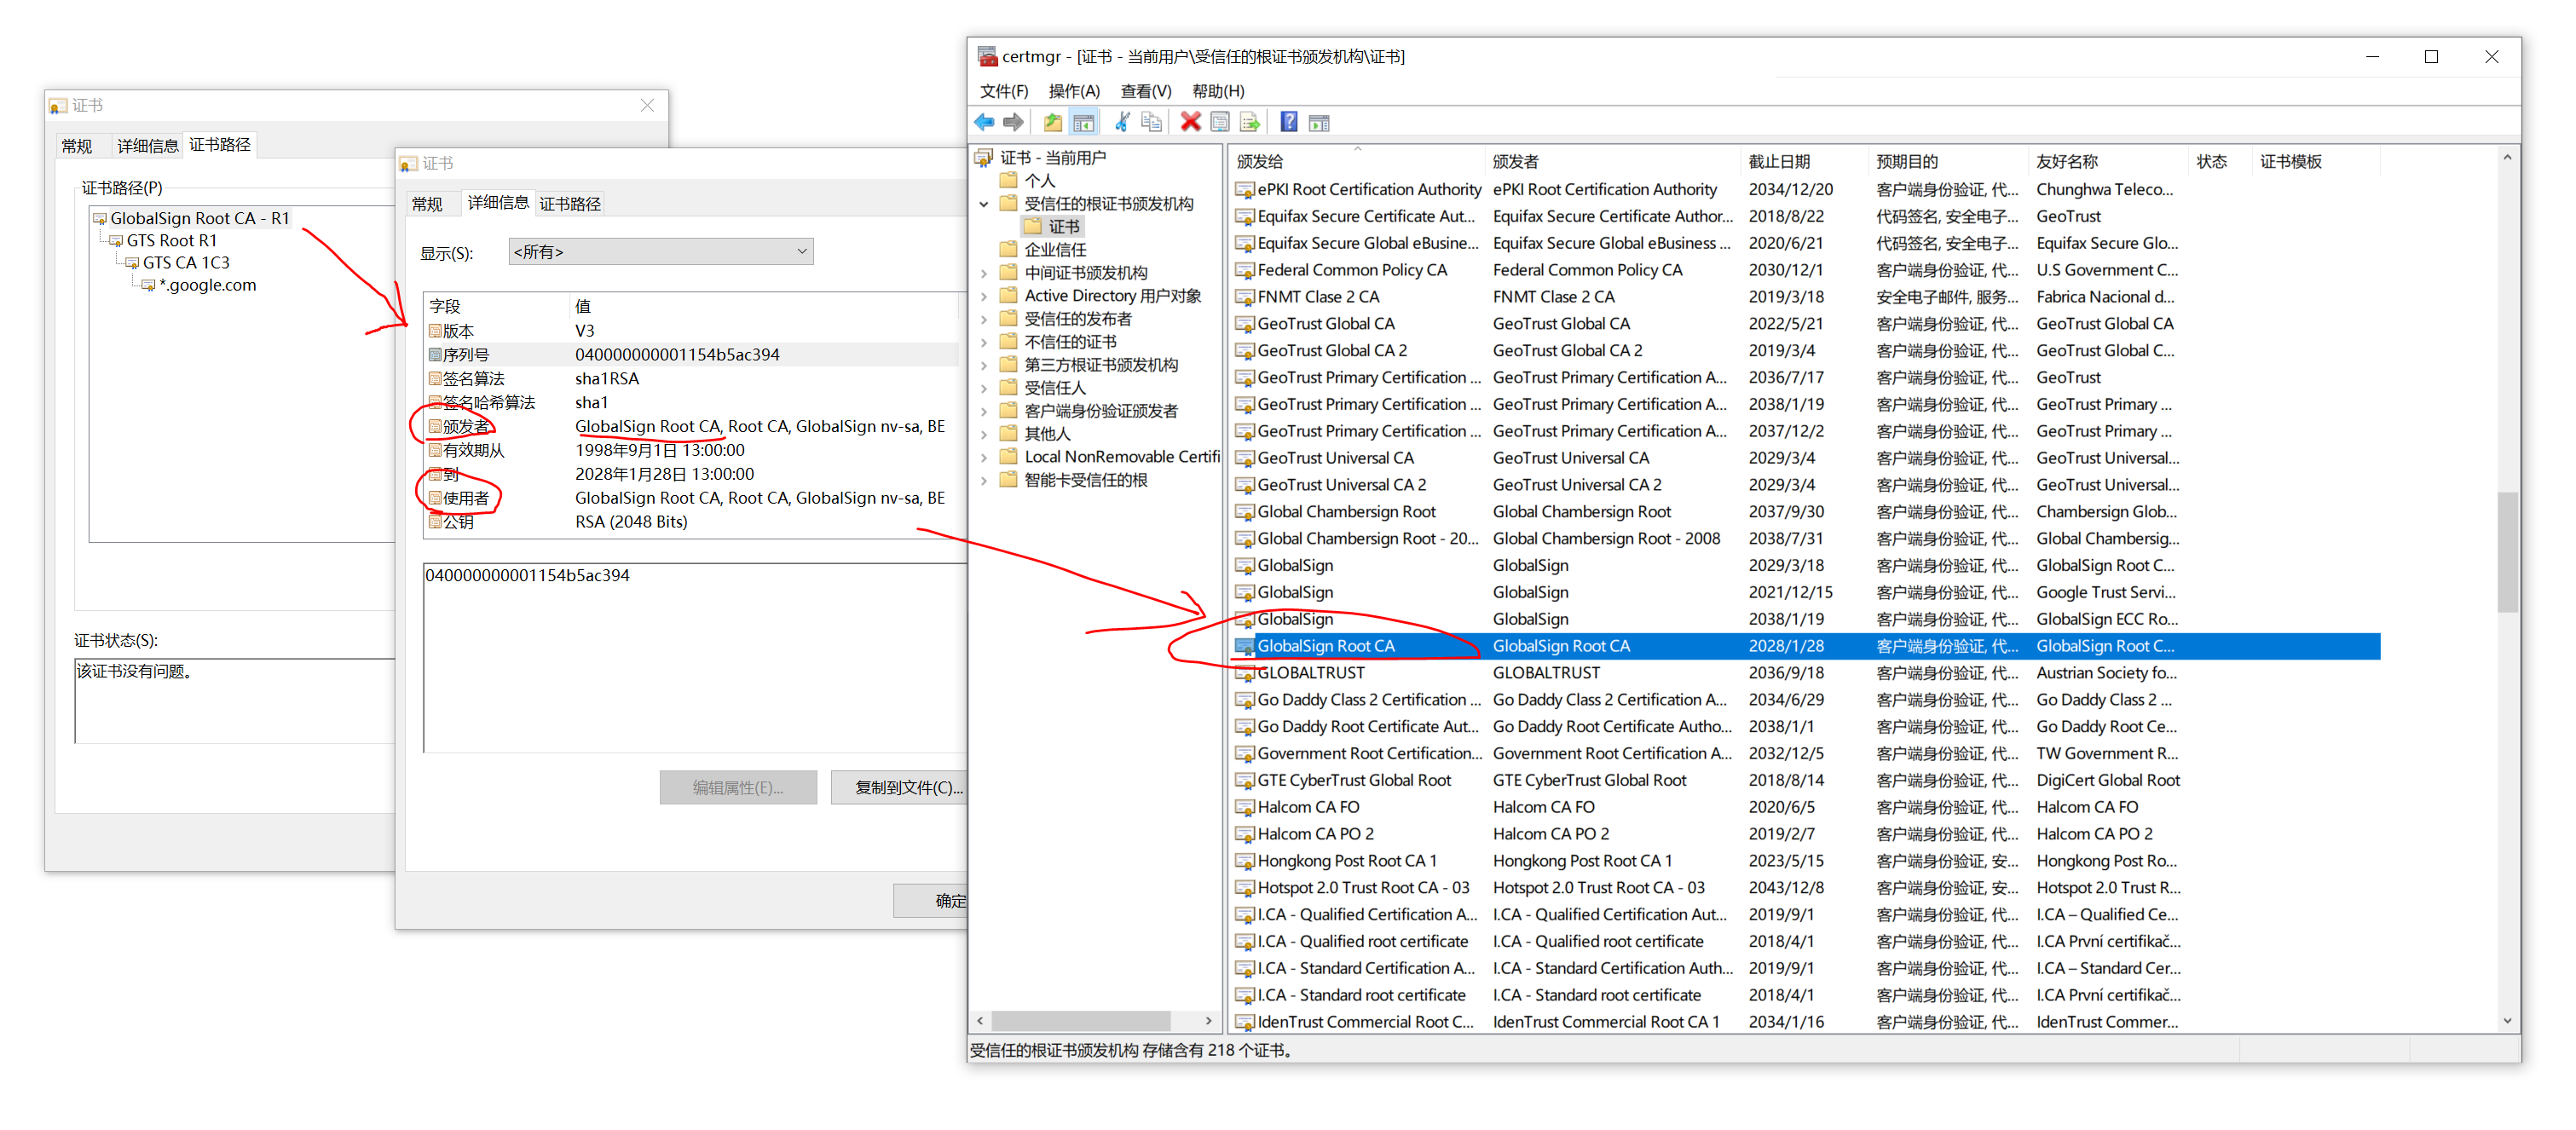 证书
常规 详细信息 证书路径
证书路径(P)
GlobalSign Root CA - R1
GTS Root R1
GTS CA 1C3
*.google.com
证书状态(S):
该证书没有问题。
证书
常规 详细信息 证书路径
显示(S): <所有>
字段 值
版本 V3
序列号 040000000001154b5ac394
签名算法 sha1RSA
签名哈希算法 sha1
颁发者 GlobalSign Root CA, Root CA, GlobalSign nv-sa, BE
有效期从 1998年9月1日 13:00:00
到 2028年1月28日 13:00:00
使用者 GlobalSign Root CA, Root CA, GlobalSign nv-sa, BE
公钥 RSA (2048 Bits)
040000000001154b5ac394
编辑属性(E)... 复制到文件(C)...
确定
certmgr - [证书 - 当前用户\受信任的根证书颁发机构\证书]
文件(F) 操作(A) 查看(V) 帮助(H)
证书 - 当前用户
个人
受信任的根证书颁发机构
证书
企业信任
中间证书颁发机构
Active Directory 用户对象
受信任的发布者
不信任的证书
第三方根证书颁发机构
受信任人
客户端身份验证颁发者
其他人
Local NonRemovable Certifi
智能卡受信任的根
颁发给 颁发者 截止日期 预期目的 友好名称 状态 证书模板
ePKI Root Certification Authority ePKI Root Certification Authority 2034/12/20 客户端身份验证, 代... Chunghwa Teleco...
Equifax Secure Certificate Aut... Equifax Secure Certificate Author... 2018/8/22 代码签名, 安全电子... GeoTrust
Equifax Secure Global eBusine... Equifax Secure Global eBusiness ... 2020/6/21 代码签名, 安全电子... Equifax Secure Glo...
Federal Common Policy CA Federal Common Policy CA 2030/12/1 客户端身份验证, 代... U.S Government C...
FNMT Clase 2 CA FNMT Clase 2 CA 2019/3/18 安全电子邮件, 服务... Fabrica Nacional d...
GeoTrust Global CA GeoTrust Global CA 2022/5/21 客户端身份验证, 代... GeoTrust Global CA
GeoTrust Global CA 2 GeoTrust Global CA 2 2019/3/4 客户端身份验证, 代... GeoTrust Global C...
GeoTrust Primary Certification ... GeoTrust Primary Certification A... 2036/7/17 客户端身份验证, 代... GeoTrust
GeoTrust Primary Certification ... GeoTrust Primary Certification A... 2038/1/19 客户端身份验证, 代... GeoTrust Primary ...
GeoTrust Primary Certification ... GeoTrust Primary Certification A... 2037/12/2 客户端身份验证, 代... GeoTrust Primary ...
GeoTrust Universal CA GeoTrust Universal CA 2029/3/4 客户端身份验证, 代... GeoTrust Universal...
GeoTrust Universal CA 2 GeoTrust Universal CA 2 2029/3/4 客户端身份验证, 代... GeoTrust Universal...
Global Chambersign Root Global Chambersign Root 2037/9/30 客户端身份验证, 代... Chambersign Glob...
Global Chambersign Root - 20... Global Chambersign Root - 2008 2038/7/31 客户端身份验证, 代... Global Chambersig...
GlobalSign GlobalSign 2029/3/18 客户端身份验证, 代... GlobalSign Root C...
GlobalSign GlobalSign 2021/12/15 客户端身份验证, 代... Google Trust Servi...
GlobalSign GlobalSign 2038/1/19 客户端身份验证, 代... GlobalSign ECC Ro...
GlobalSign Root CA GlobalSign Root CA 2028/1/28 客户端身份验证, 代... GlobalSign Root C...
GLOBALTRUST GLOBALTRUST 2036/9/18 客户端身份验证, 代... Austrian Society fo...
Go Daddy Class 2 Certification ... Go Daddy Class 2 Certification A... 2034/6/29 客户端身份验证, 代... Go Daddy Class 2 ...
Go Daddy Root Certificate Aut... Go Daddy Root Certificate Autho... 2038/1/1 客户端身份验证, 代... Go Daddy Root Ce...
Government Root Certification... Government Root Certification A... 2032/12/5 客户端身份验证, 代... TW Government R...
GTE CyberTrust Global Root GTE CyberTrust Global Root 2018/8/14 客户端身份验证, 代... DigiCert Global Root
Halcom CA FO Halcom CA FO 2020/6/5 客户端身份验证, 代... Halcom CA FO
Halcom CA PO 2 Halcom CA PO 2 2019/2/7 客户端身份验证, 代... Halcom CA PO 2
Hongkong Post Root CA 1 Hongkong Post Root CA 1 2023/5/15 客户端身份验证, 安... Hongkong Post Ro...
Hotspot 2.0 Trust Root CA - 03 Hotspot 2.0 Trust Root CA - 03 2043/12/8 客户端身份验证, 安... Hotspot 2.0 Trust R...
I.CA - Qualified Certification A... I.CA - Qualified Certification Aut... 2019/9/1 客户端身份验证, 代... I.CA – Qualified Ce...
I.CA - Qualified root certificate I.CA - Qualified root certificate 2018/4/1 客户端身份验证, 代... I.CA První certifikač...
I.CA - Standard Certification A... I.CA - Standard Certification Auth... 2019/9/1 客户端身份验证, 代... I.CA – Standard Cer...
I.CA - Standard root certificate I.CA - Standard root certificate 2018/4/1 客户端身份验证, 代... I.CA První certifikač...
IdenTrust Commercial Root C... IdenTrust Commercial Root CA 1 2034/1/16 客户端身份验证, 代... IdenTrust Commer...
受信任的根证书颁发机构 存储含有 218 个证书。